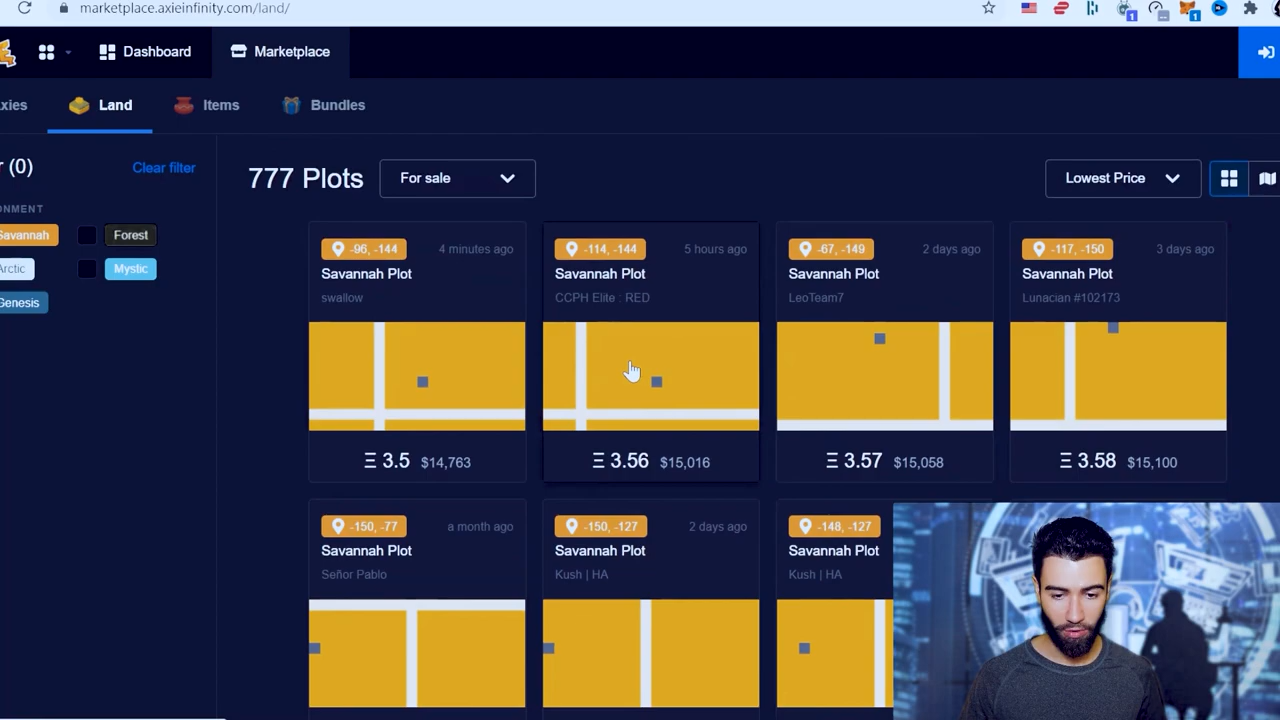 marketplace.axieinfinity.com/land/
1
1
Dashboard
Marketplace
xies
Land
Items
Bundles
r (0)
Clear filter
777 Plots
For sale
Lowest Price
ONMENT
Savannah
Forest
Arctic
Mystic
Genesis
-96, -144
4 minutes ago
Savannah Plot
swallow
Ξ 3.5
$14,763
-114, -144
5 hours ago
Savannah Plot
CCPH Elite : RED
Ξ 3.56
$15,016
-67, -149
2 days ago
Savannah Plot
LeoTeam7
Ξ 3.57
$15,058
-117, -150
3 days ago
Savannah Plot
Lunacian #102173
Ξ 3.58
$15,100
-150, -77
a month ago
Savannah Plot
Señor Pablo
-150, -127
2 days ago
Savannah Plot
Kush | HA
-148, -127
Savannah Plot
Kush | HA